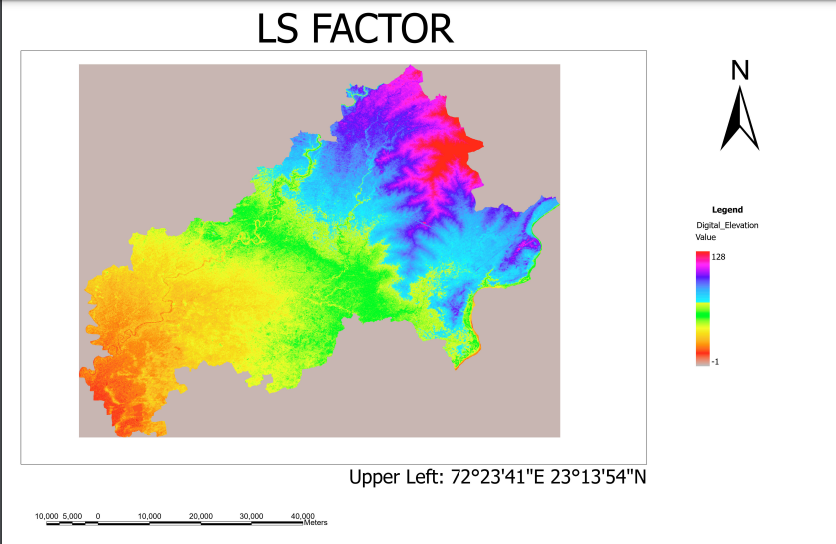 LS FACTOR
N
Legend
Digital_Elevation
Value
128
-1
Upper Left: 72°23'41"E 23°13'54"N
10,000 5,000 0 10,000 20,000 30,000 40,000
Meters